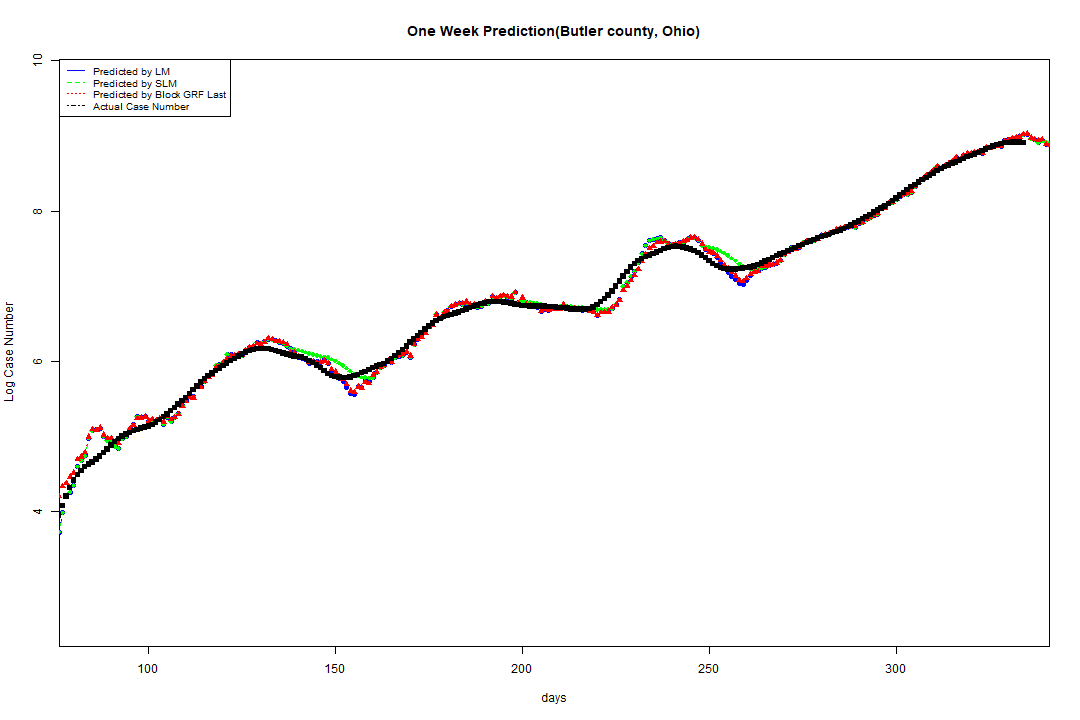 One Week Prediction(Butler county, Ohio)
Predicted by LM
Predicted by SLM
Predicted by Block GRF Last
Actual Case Number
10
8
6
4
Log Case Number
100
150
200
250
300
days